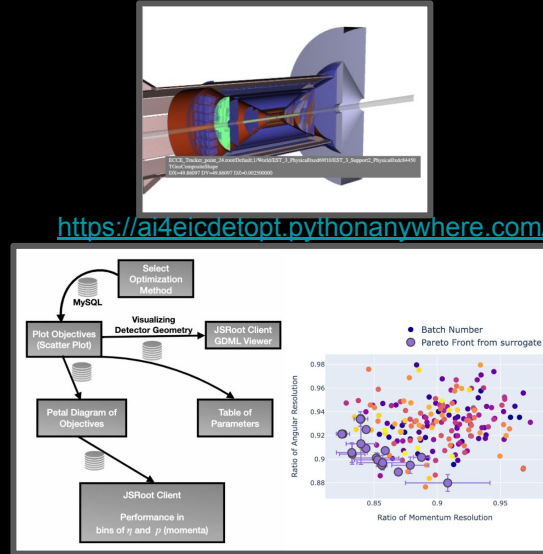 ECCE_Tracker_point_24.root/Default;1/World/EST_3_Physical
TGeoCompositeShape
DX=49.86097 DY=49.86097 DZ=0.002500000
https://ai4eicdetopt.pythonanywhere.com/
Select
Optimization
Method
MySQL
Plot Objectives
(Scatter Plot)
Visualizing
Detector Geometry
JSRoot Client
GDML Viewer
Petal Diagram of
Objectives
Table of
Parameters
JSRoot Client
Performance in
bins of η and p (momenta)
Batch Number
Pareto Front from surrogate
Ratio of Angular Resolution
0.98
0.96
0.94
0.92
0.9
0.88
0.85
0.9
0.95
Ratio of Momentum Resolution